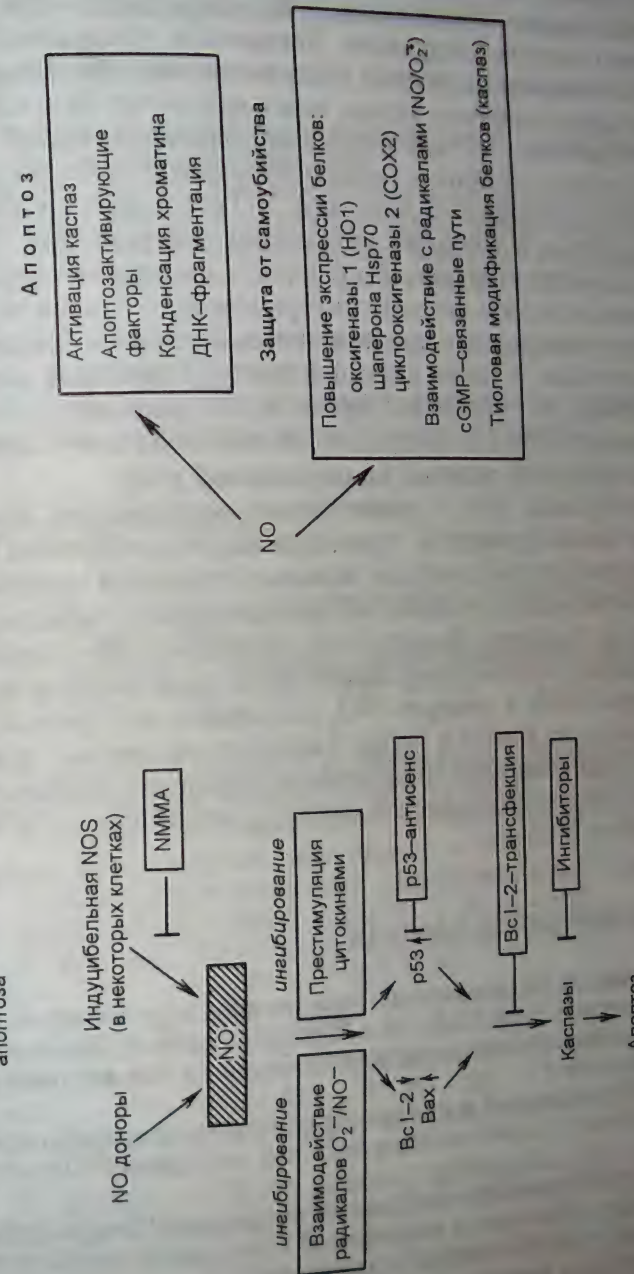 апоптоза
NO доноры
Индуцибельная NOS
(в некоторых клетках)
NMMA
NO
ингибирование
ингибирование
Взаимодействие
радикалов O₂⁻/NO⁻
Престимуляция
цитокинами
Bcl-2
Bax
p53
p53-антисенс
Bcl-2-трансфекция
Каспазы
Ингибиторы
Апоптоз
Апоптоз
Активация каспаз
Апоптозактивирующие
факторы
Конденсация хроматина
ДНК-фрагментация
NO
Защита от самоубийства
Повышение экспрессии белков:
оксигеназы 1 (HO1)
шаперона Hsp70
циклооксигеназы 2 (COX2)
Взаимодействие с радикалами (NO/O₂⁻)
cGMP-связанные пути
Тиоловая модификация белков (каспаз)